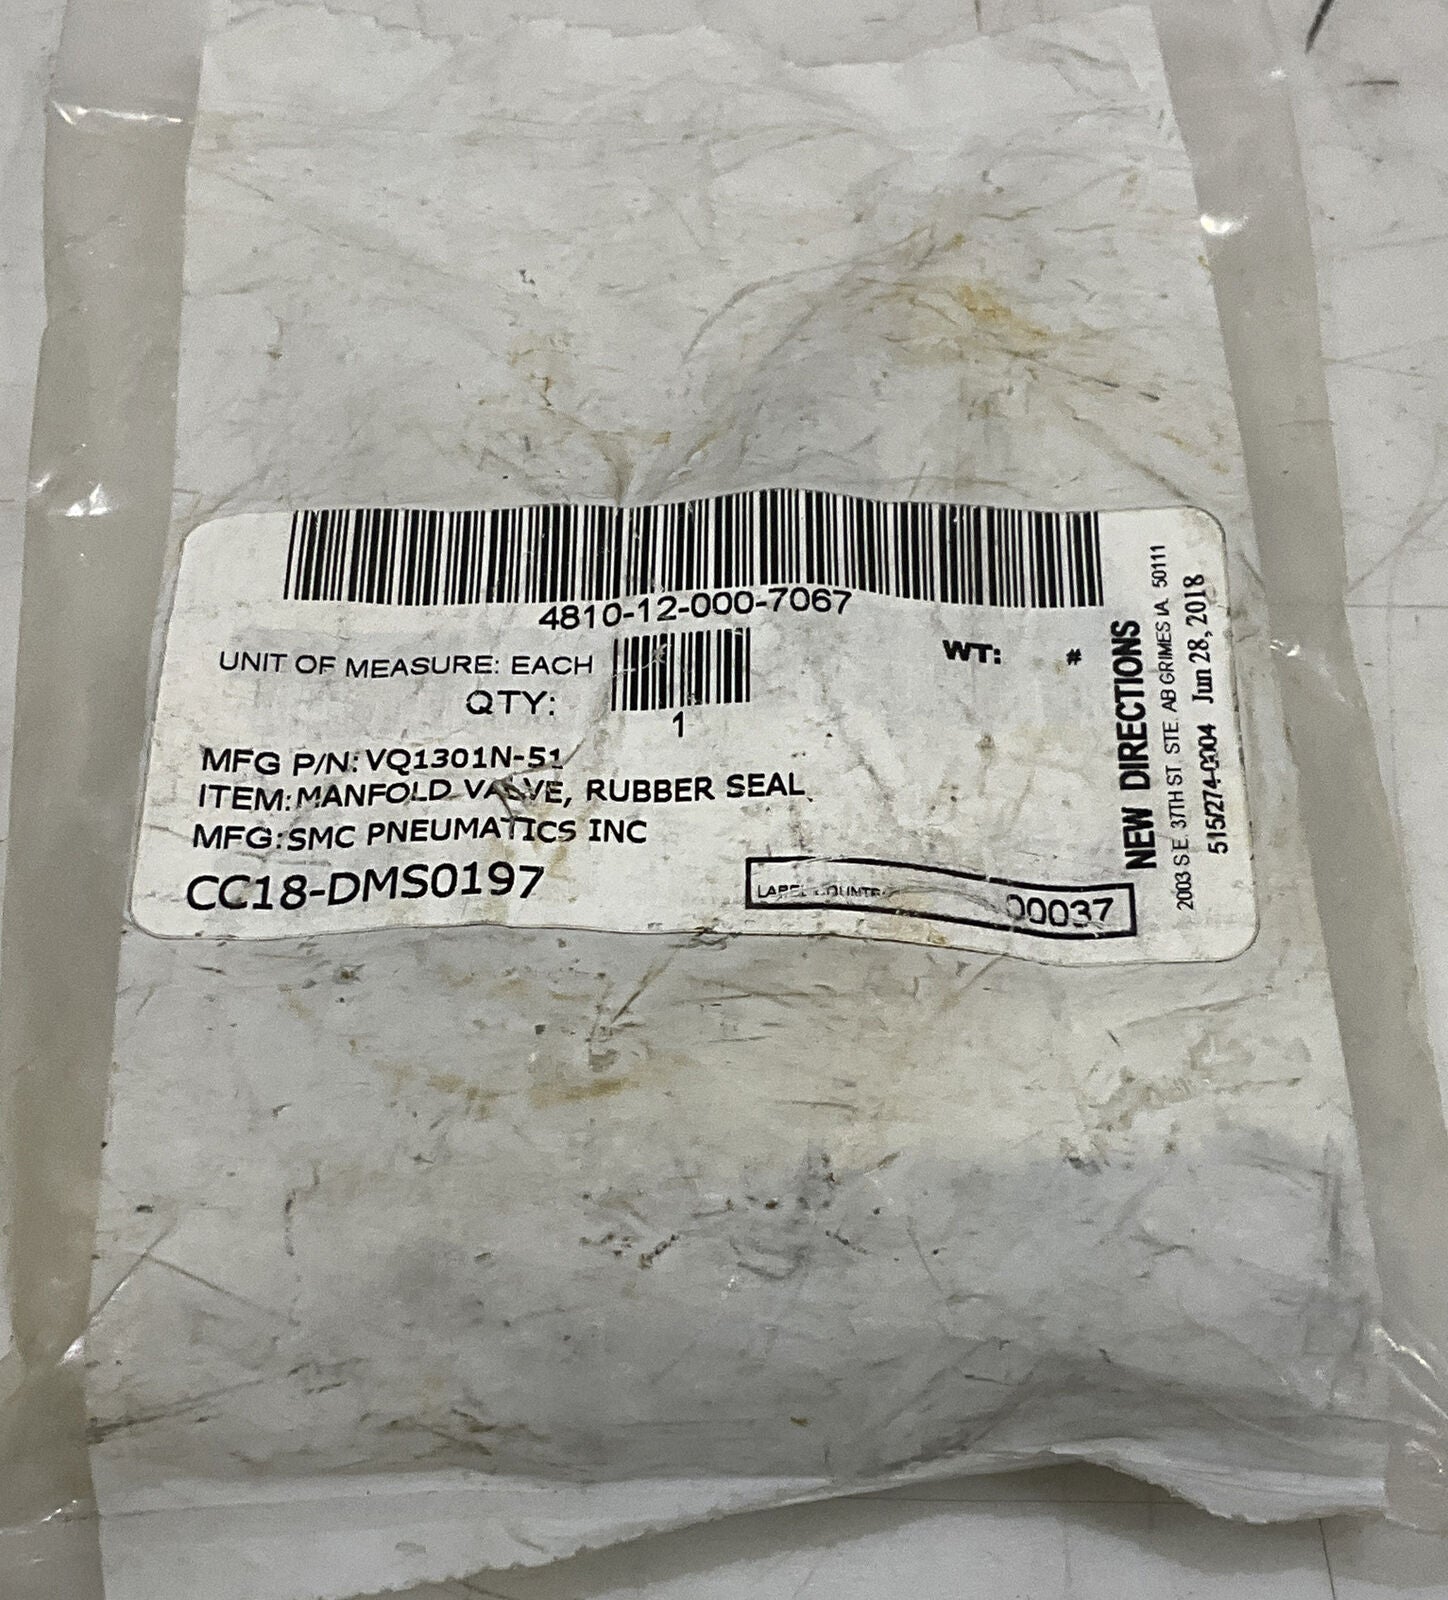 4810-12-000-7067
UNIT OF MEASURE: EACH
WT: #
QTY:
1
MFG P/N: VQ1301N-51
ITEM: MANFOLD VALVE, RUBBER SEAL
MFG: SMC PNEUMATICS INC
CC18-DMS0197
LABEL 00037
NEW DIRECTIONS
2003 S.E. 37TH ST. STE. AB GRIMES IA. 50111
515/274-0004 Jun 28, 2018